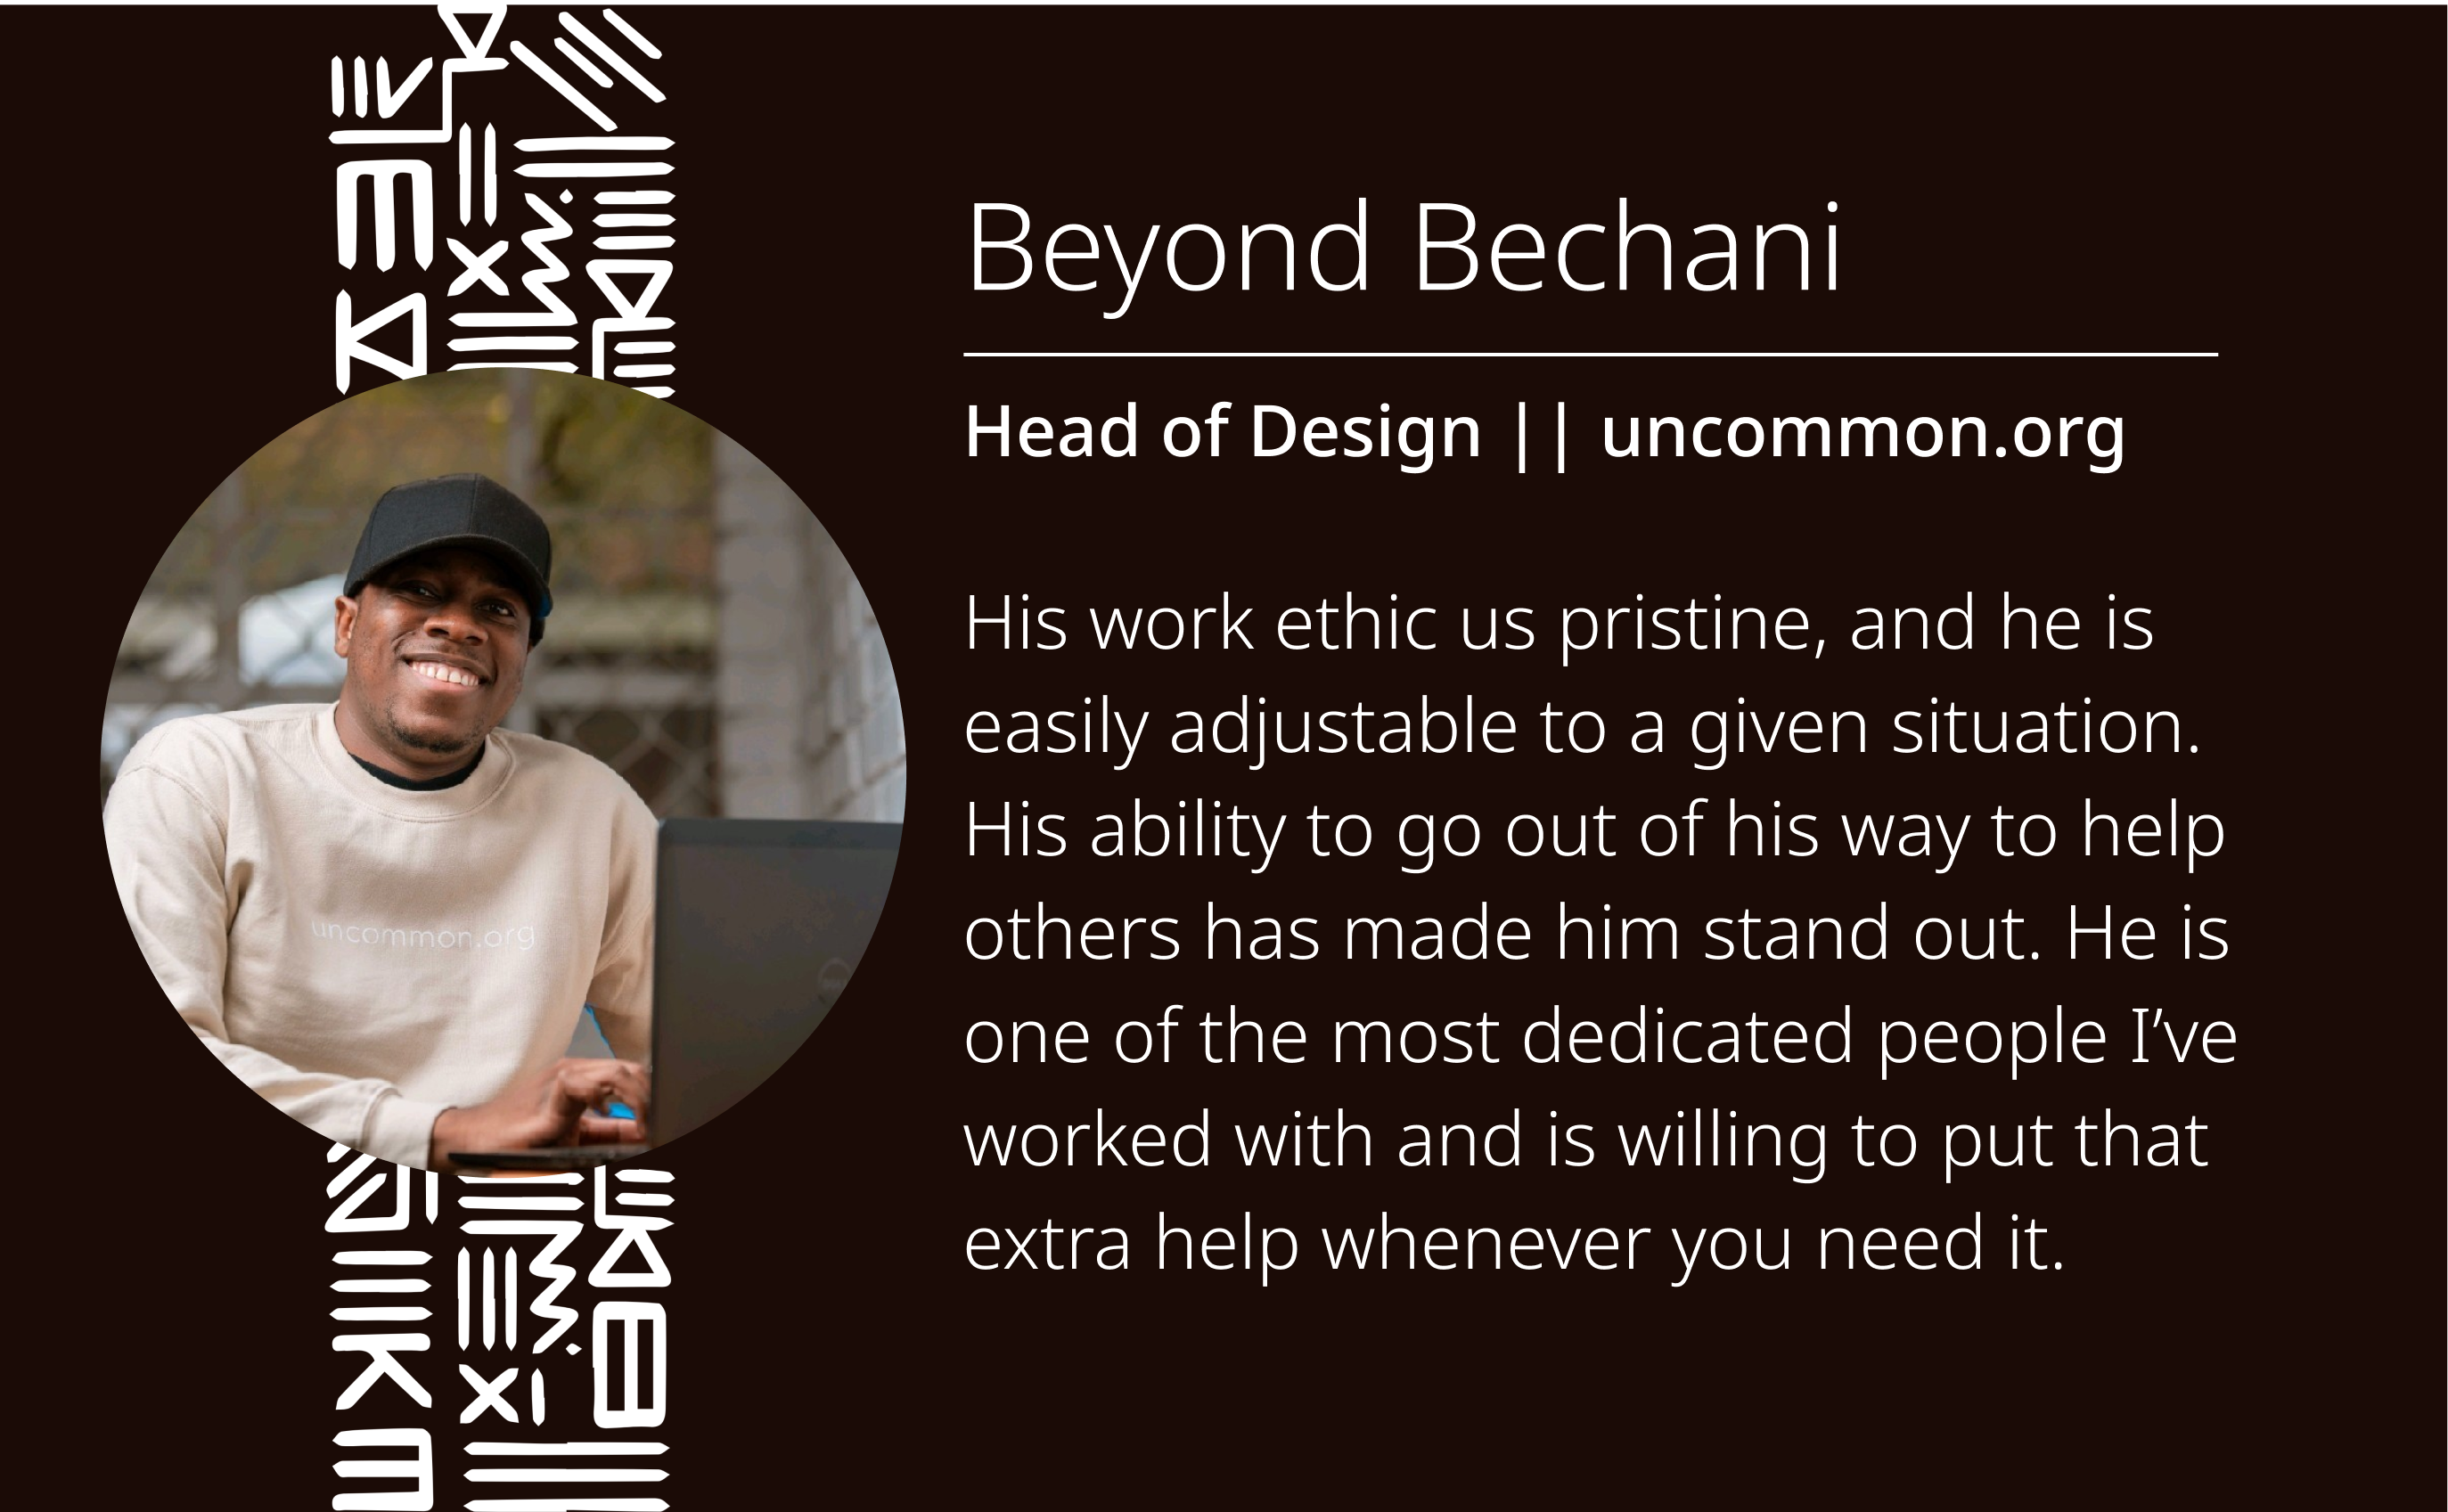 Beyond Bechani
Head of Design || uncommon.org
His work ethic us pristine, and he is
easily adjustable to a given situation.
His ability to go out of his way to help
others has made him stand out. He is
one of the most dedicated people I’ve
worked with and is willing to put that
extra help whenever you need it.
uncommon.org